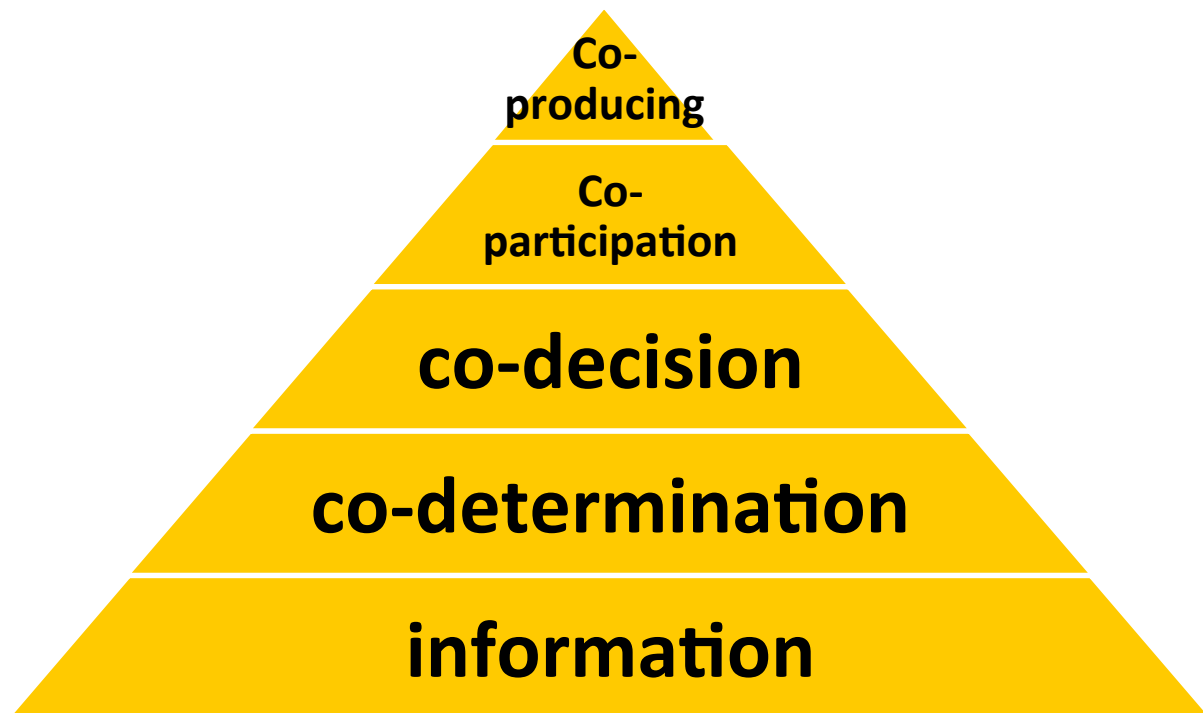 Co-
producing
Co-
participation
co-decision
co-determination
information